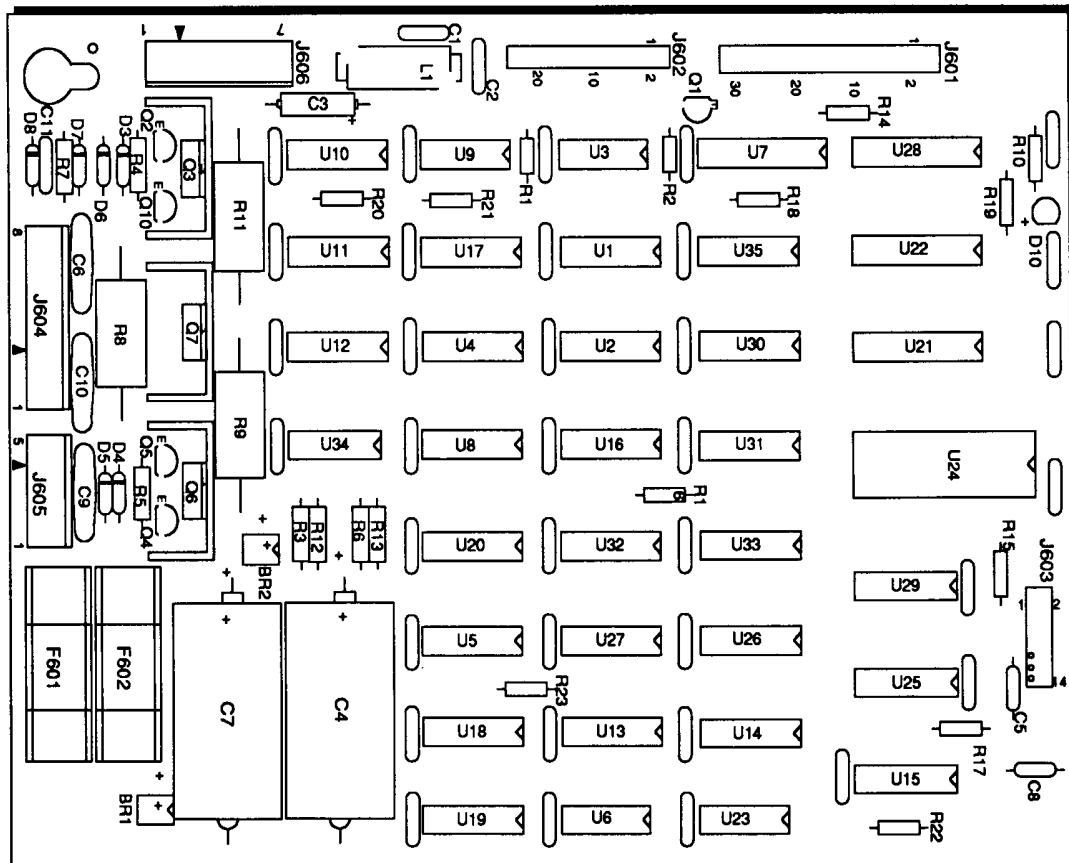 1 7 J606
C1
L1
C2
C3 +
J602 1 20 10 2
J601 1 30 20 10 2
Q1 E
R14
D8 C11 R7 D7 D6 D3 R4
Q2 E Q3
Q10 E
R11
U10 U9 R1 U3 R2 U7 U28 R10
R20 R21 R18 R19
+ D10
U11 U17 U1 U35 U22
8 J604 1
C6
R8
C10
Q7
U12 U4 U2 U30 U21
R9
U34 U8 U16 U31 U24
5 J605 1
C9
D5 D4 R5
Q5 E Q6
Q4 E
R1 6
+ BR2 +
R3 R12 + R6 R13
U20 U32 U33
R15 J603 1 2 14
U29
F601 F602
+ C7
+ C4
U5 U27 U26
R23
U25 C5
R17
U18 U13 U14
U15 C8
+ BR1 +
U19 U6 U23 R22